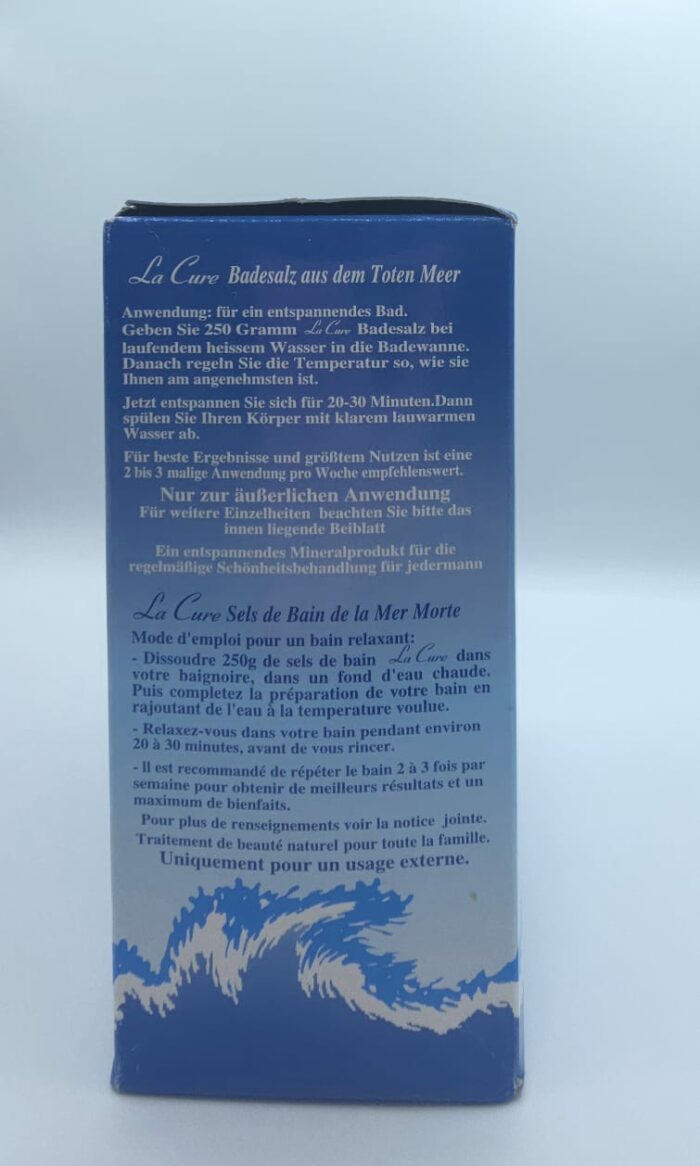 La Cure Badesalz aus dem Toten Meer
Anwendung: für ein entspannendes Bad.
Geben Sie 250 Gramm La Cure Badesalz bei
laufendem heissem Wasser in die Badewanne.
Danach regeln Sie die Temperatur so, wie sie
Ihnen am angenehmsten ist.
Jetzt entspannen Sie sich für 20-30 Minuten.Dann
spülen Sie Ihren Körper mit klarem lauwarmen
Wasser ab.
Für beste Ergebnisse und größtem Nutzen ist eine
2 bis 3 malige Anwendung pro Woche empfehlenswert.
Nur zur äußerlichen Anwendung
Für weitere Einzelheiten beachten Sie bitte das
innen liegende Beiblatt
Ein entspannendes Mineralprodukt für die
regelmäßige Schönheitsbehandlung für jedermann
La Cure Sels de Bain de la Mer Morte
Mode d'emploi pour un bain relaxant:
- Dissoudre 250g de sels de bain La Cure dans
votre baignoire, dans un fond d'eau chaude.
Puis completez la préparation de votre bain en
rajoutant de l'eau à la temperature voulue.
- Relaxez-vous dans votre bain pendant environ
20 à 30 minutes, avant de vous rincer.
- Il est recommandé de répéter le bain 2 à 3 fois par
semaine pour obtenir de meilleurs résultats et un
maximum de bienfaits.
Pour plus de renseignements voir la notice jointe.
Traitement de beauté naturel pour toute la famille.
Uniquement pour un usage externe.